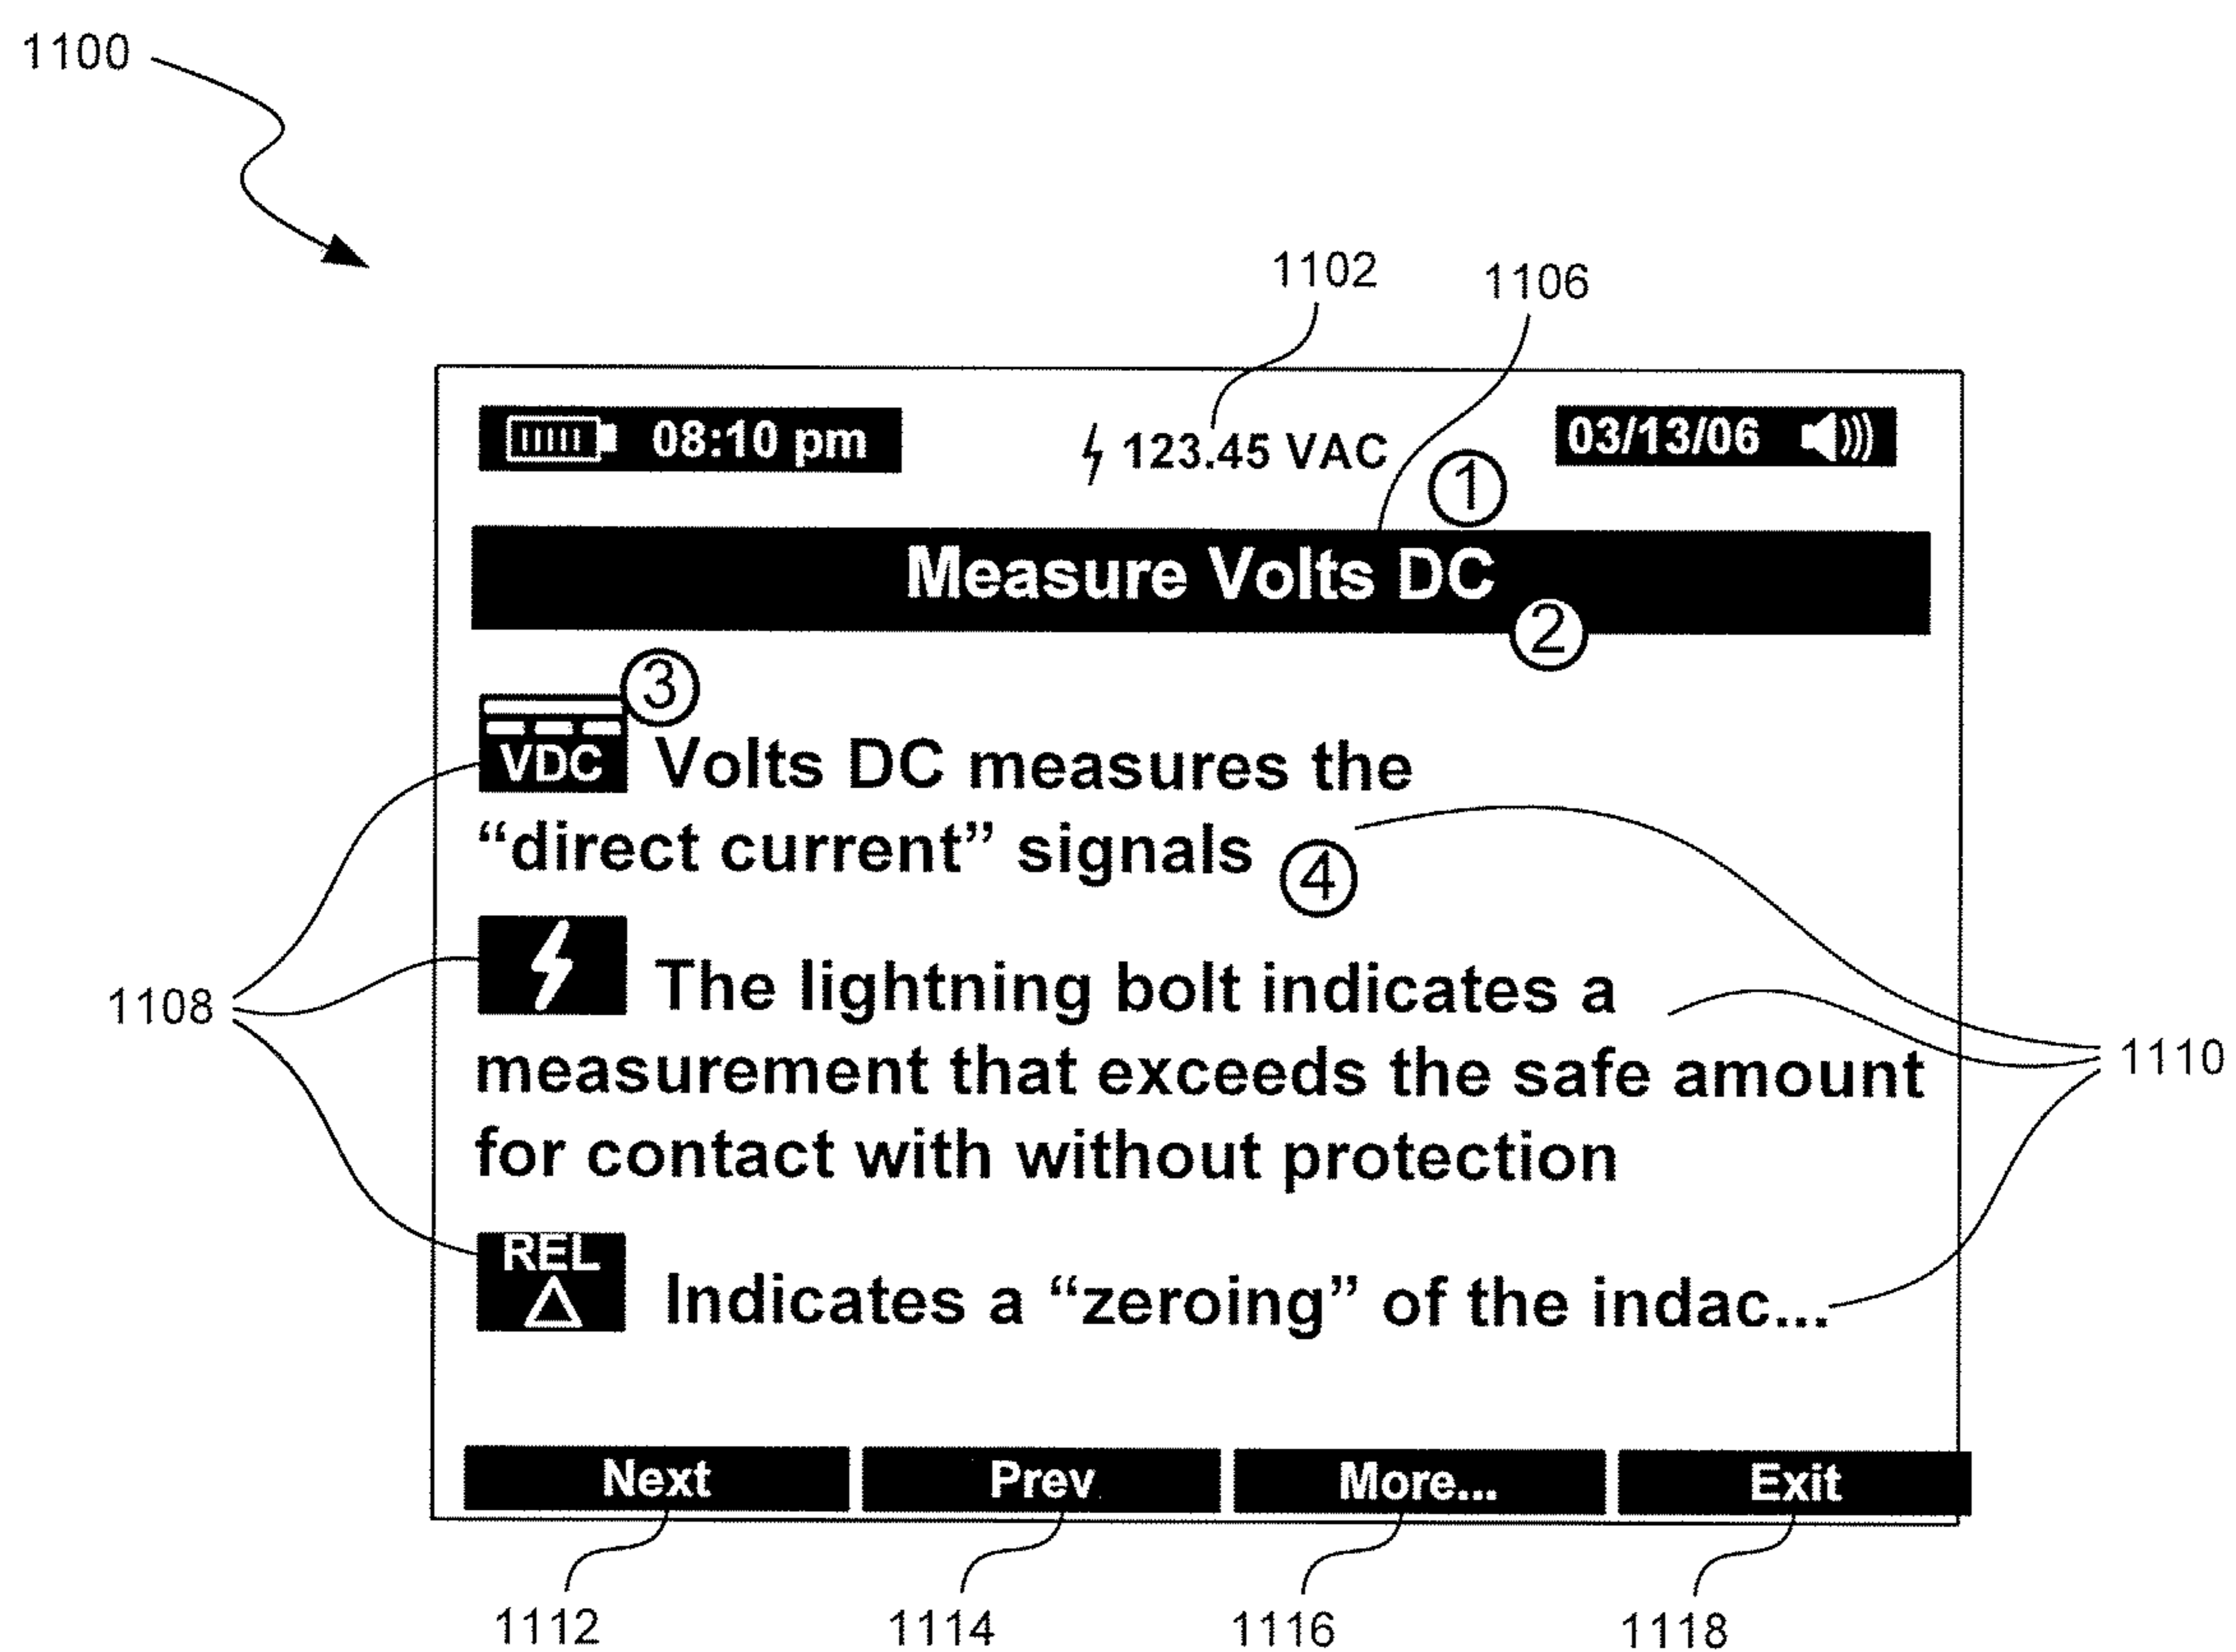 1100
1102
1106
08:10 pm
123.45 VAC
03/13/06
①
Measure Volts DC
②
③
VDC Volts DC measures the
“direct current” signals
④
The lightning bolt indicates a
1108
measurement that exceeds the safe amount
1110
for contact with without protection
REL
Indicates a “zeroing” of the indac...
Next
Prev
More...
Exit
1112
1114
1116
1118